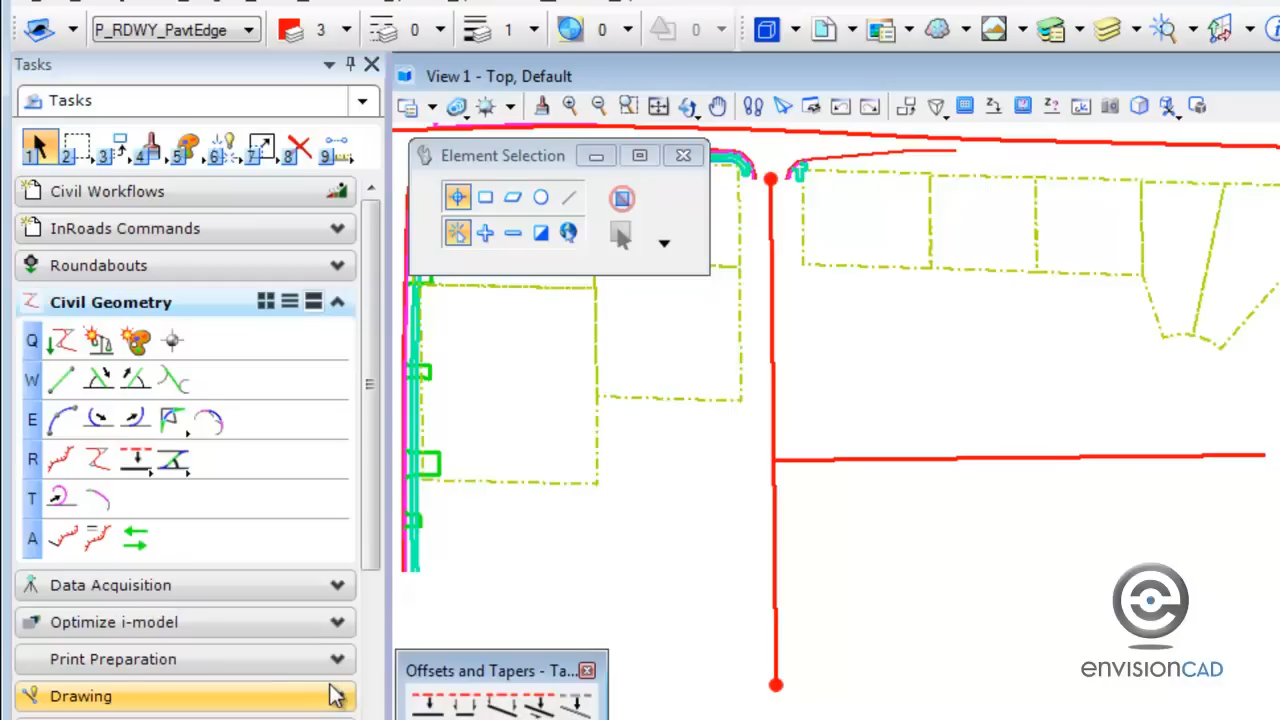 P_RDWY_PavtEdge 3 0 1 0 0
Tasks
View 1 - Top, Default
Tasks
1 2 3 4 5 6 7 8 9
Element Selection
Civil Workflows
InRoads Commands
Roundabouts
Civil Geometry
Q
W
E
R
T
A
Data Acquisition
Optimize i-model
Print Preparation
Drawing
Offsets and Tapers - Ta...
envisionCAD